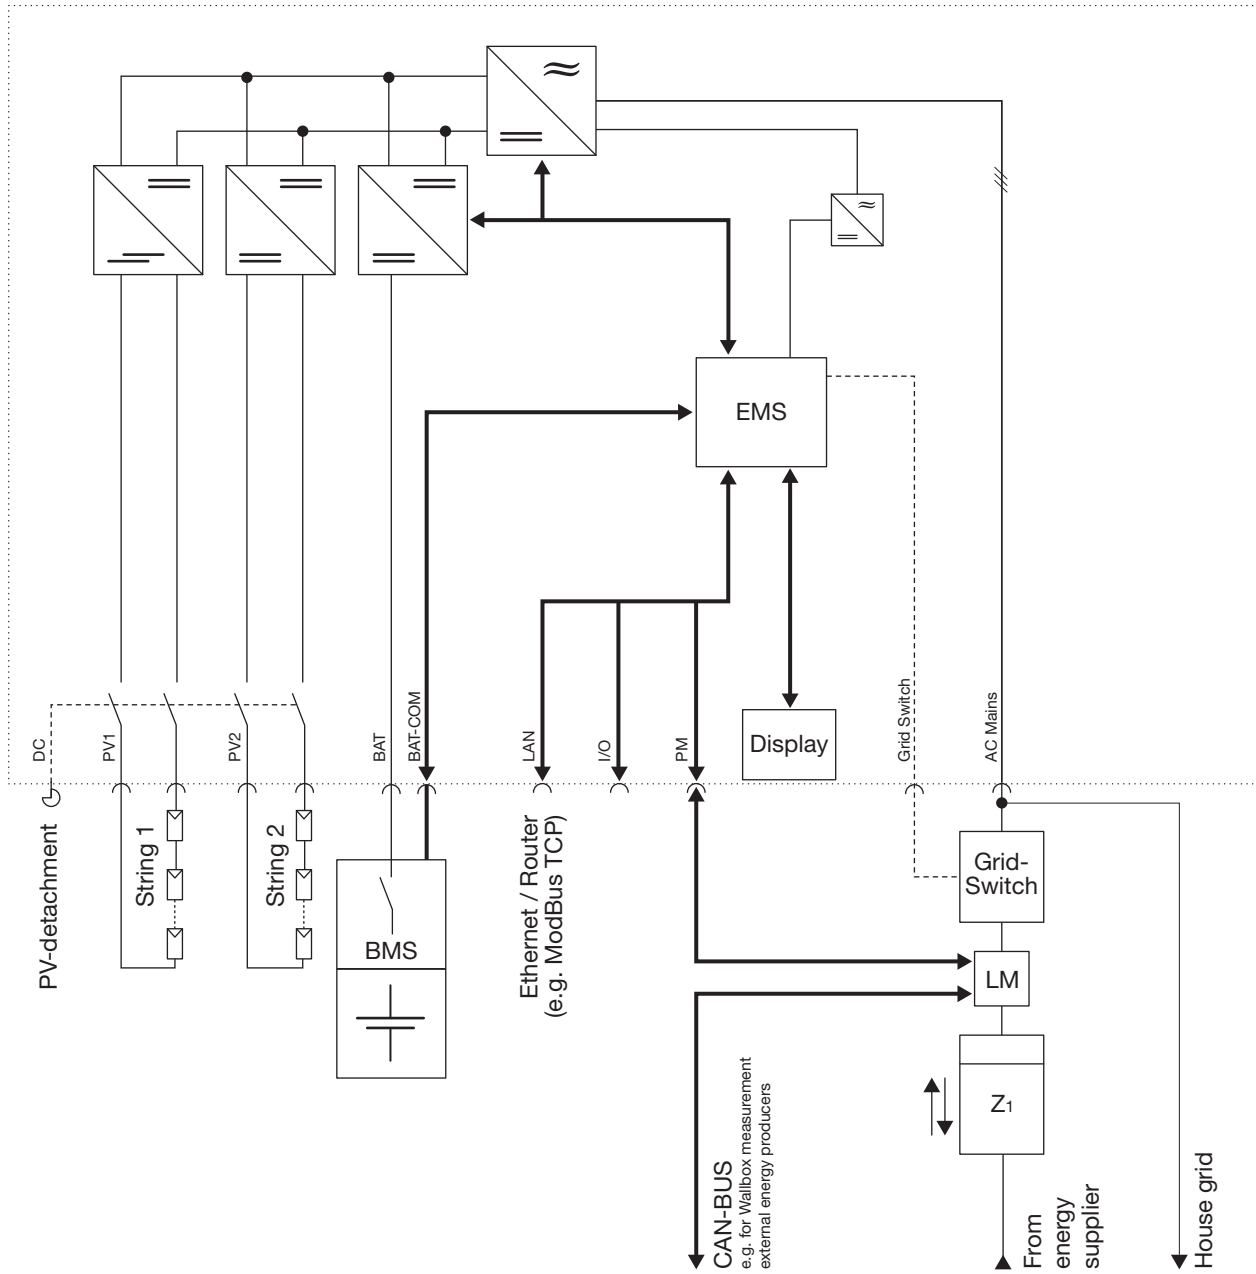 EMS
Display
DC
PV1
PV2
BAT
BAT-COM
LAN
I/O
PM
Grid Switch
AC Mains
PV-detachment
String 1
String 2
BMS
Ethernet / Router
(e.g. ModBus TCP)
Grid-
Switch
LM
Z1
CAN-BUS
e.g. for Wallbox measurement
external energy producers
From
energy
supplier
House grid